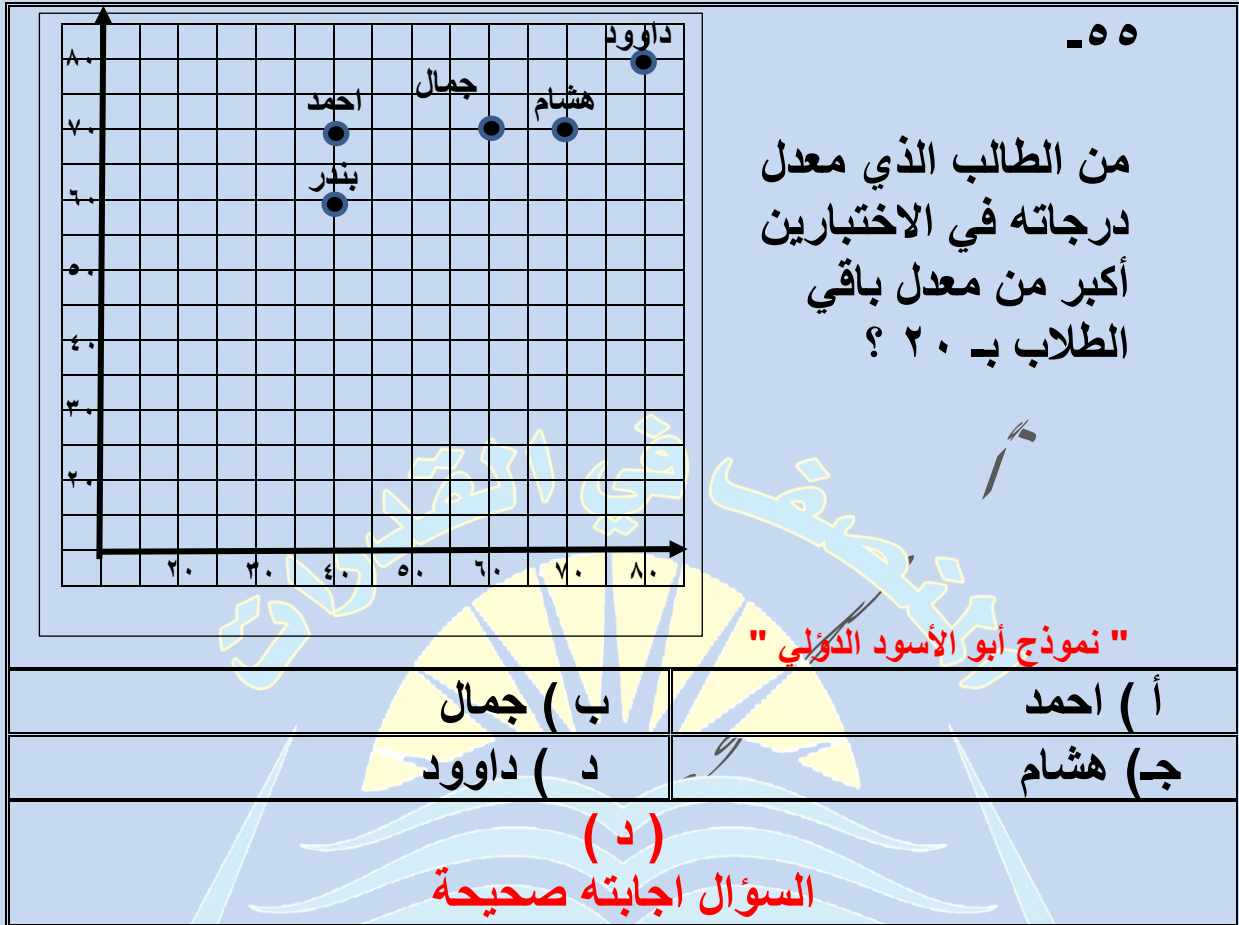 ٥٥-
من الطالب الذي معدل
درجاته في الاختبارين
أكبر من معدل باقي
الطلاب بـ ٢٠ ؟
" نموذج أبو الأسود الدؤلي "
داوود
هشام
جمال
احمد
بندر
٨٠
٧٠
٦٠
٥٠
٤٠
٣٠
٢٠
٢٠ ٣٠ ٤٠ ٥٠ ٦٠ ٧٠ ٨٠
أ ) احمد
ب ) جمال
جـ) هشام
د ) داوود
( د )
السؤال اجابته صحيحة